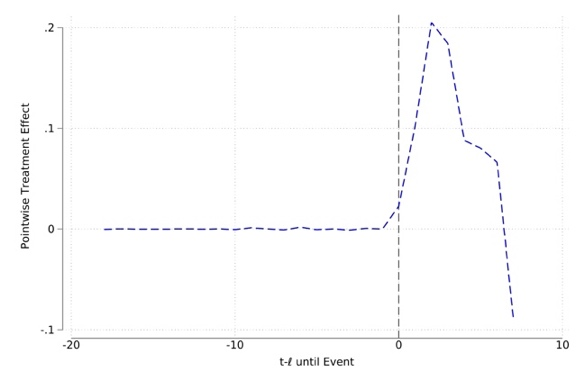 .2
.1
0
-.1
Pointwise Treatment Effect
-20 -10 0 10
t-ℓ until Event